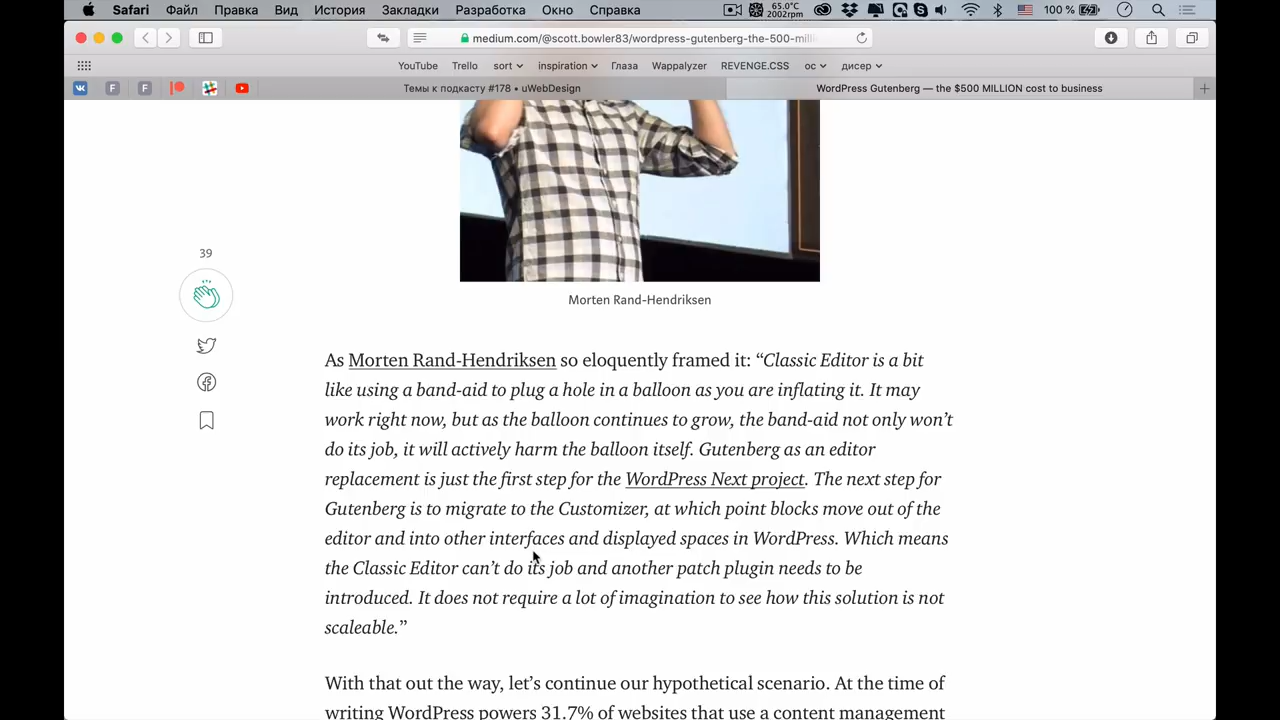 Safari Файл Правка Вид История Закладки Разработка Окно Справка 65.0°C 2002rpm 100 %
medium.com/@scott.bowler83/wordpress-gutenberg-the-500-mill
YouTube Trello sort inspiration Глаза Wappalyzer REVENGE.CSS ос дисер
F F Темы к подкасту #178 • uWebDesign WordPress Gutenberg — the $500 MILLION cost to business
Morten Rand-Hendriksen
39
As Morten Rand-Hendriksen so eloquently framed it: “Classic Editor is a bit
like using a band-aid to plug a hole in a balloon as you are inflating it. It may
work right now, but as the balloon continues to grow, the band-aid not only won’t
do its job, it will actively harm the balloon itself. Gutenberg as an editor
replacement is just the first step for the WordPress Next project. The next step for
Gutenberg is to migrate to the Customizer, at which point blocks move out of the
editor and into other interfaces and displayed spaces in WordPress. Which means
the Classic Editor can’t do its job and another patch plugin needs to be
introduced. It does not require a lot of imagination to see how this solution is not
scaleable.”
With that out the way, let’s continue our hypothetical scenario. At the time of
writing WordPress powers 31.7% of websites that use a content management